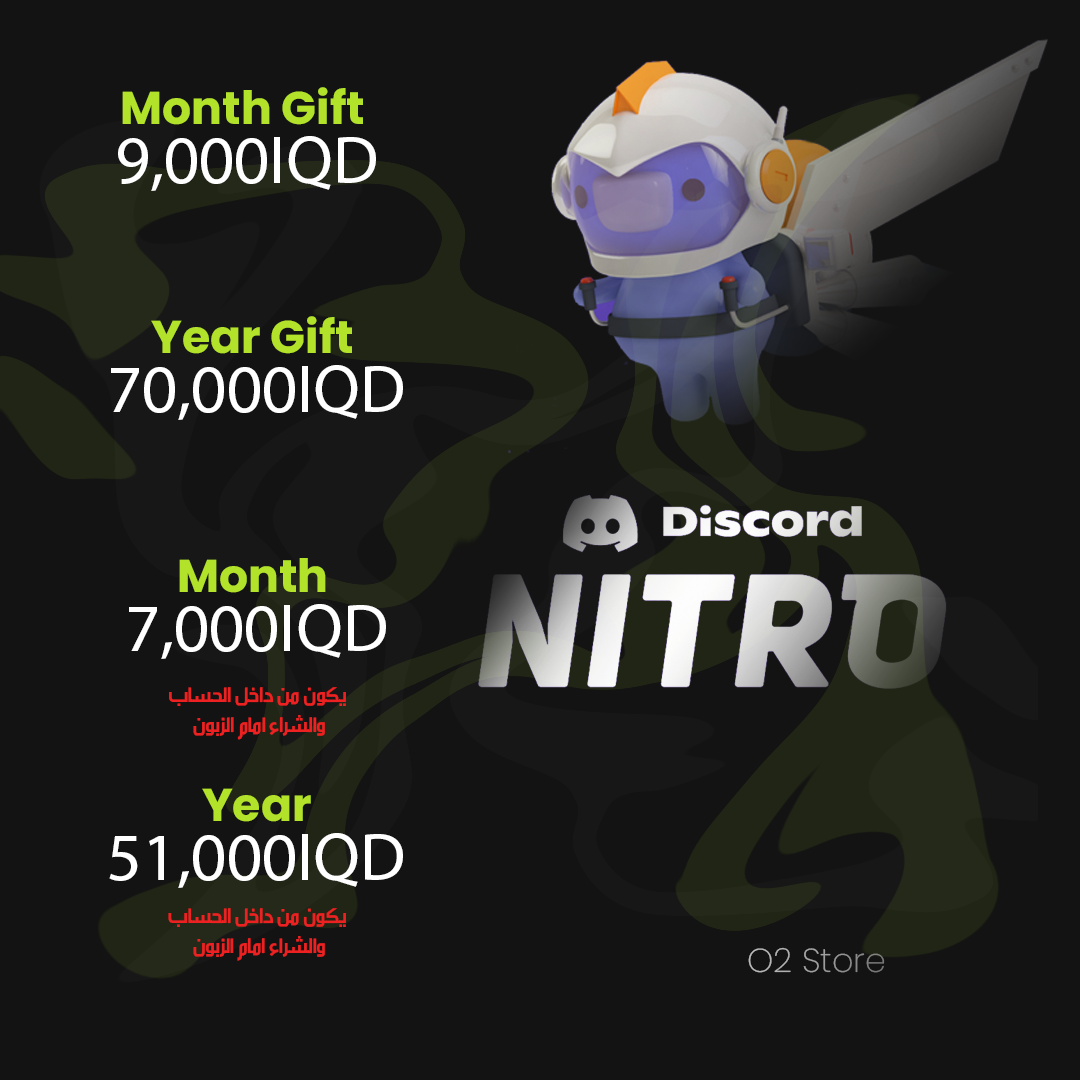 Month Gift
9,000IQD
Year Gift
70,000IQD
Month
7,000IQD
يكون من داخل الحساب
والشراء امام الزبون
Year
51,000IQD
يكون من داخل الحساب
والشراء امام الزبون
Discord
NITRO
O2 Store